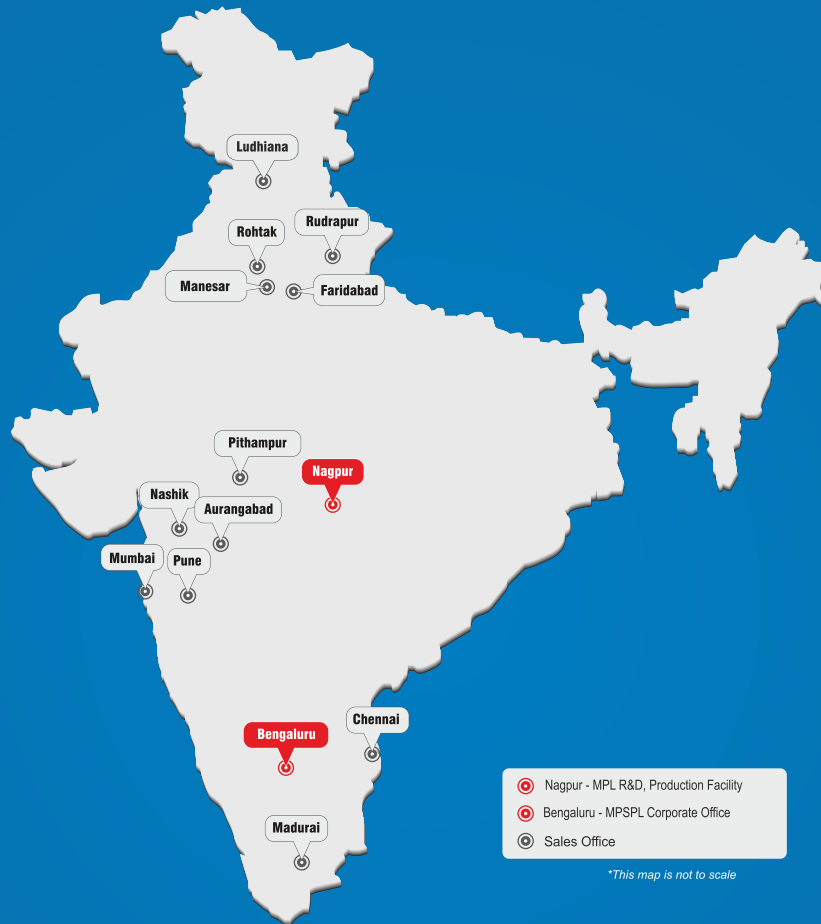 Ludhiana
Rudrapur
Rohtak
Manesar
Faridabad
Pithampur
Nagpur
Nashik
Aurangabad
Mumbai
Pune
Chennai
Bengaluru
Madurai
Nagpur - MPL R&D, Production Facility
Bengaluru - MPSPL Corporate Office
Sales Office
*This map is not to scale